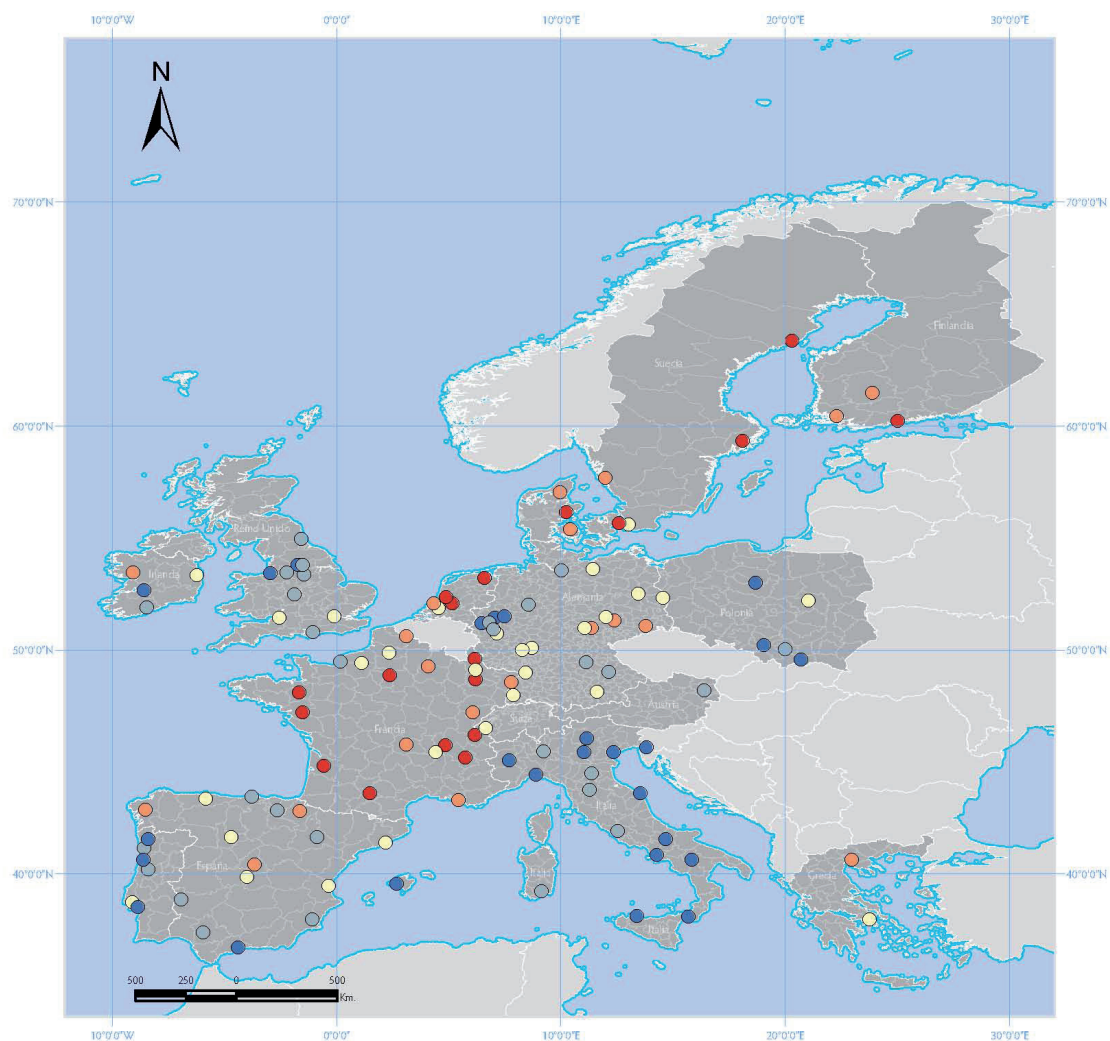 10°0'0"W 0°0'0" 10°0'0"E 20°0'0"E 30°0'0"E
N
70°0'0"N 70°0'0"N
Finlandia
Suecia
60°0'0"N 60°0'0"N
Reino Unido
Irlanda
Alemania
Polonia
50°0'0"N 50°0'0"N
Austria
Suiza
Francia
Italia
España
40°0'0"N Italia Grecia 40°0'0"N
Italia
500 250 0 500
Km.
10°0'0"W 0°0'0" 10°0'0"E 20°0'0"E 30°0'0"E